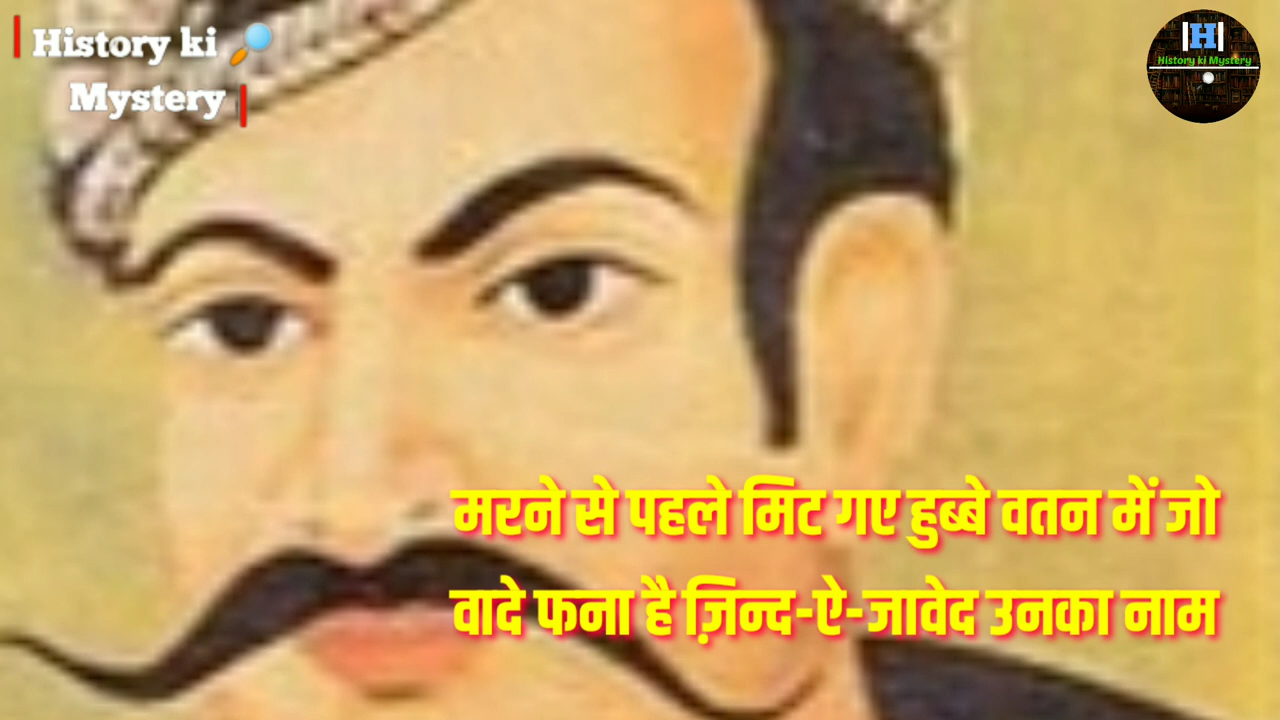 History ki
Mystery
|H|
History ki Mystery
मरने से पहले मिट गए हुब्बे वतन में जो
वादे फना है ज़िन्द-ऐ-जावेद उनका नाम